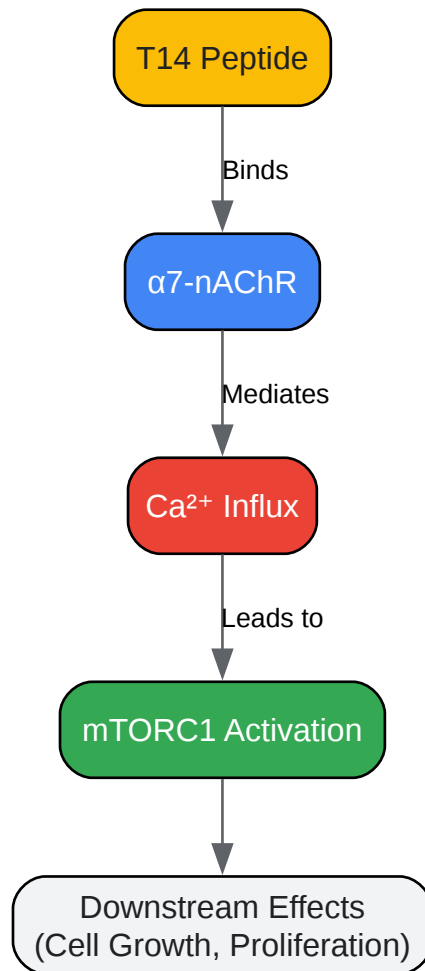 T14 Peptide
Binds
α7-nAChR
Mediates
Ca²⁺ Influx
Leads to
mTORC1 Activation
Downstream Effects
(Cell Growth, Proliferation)